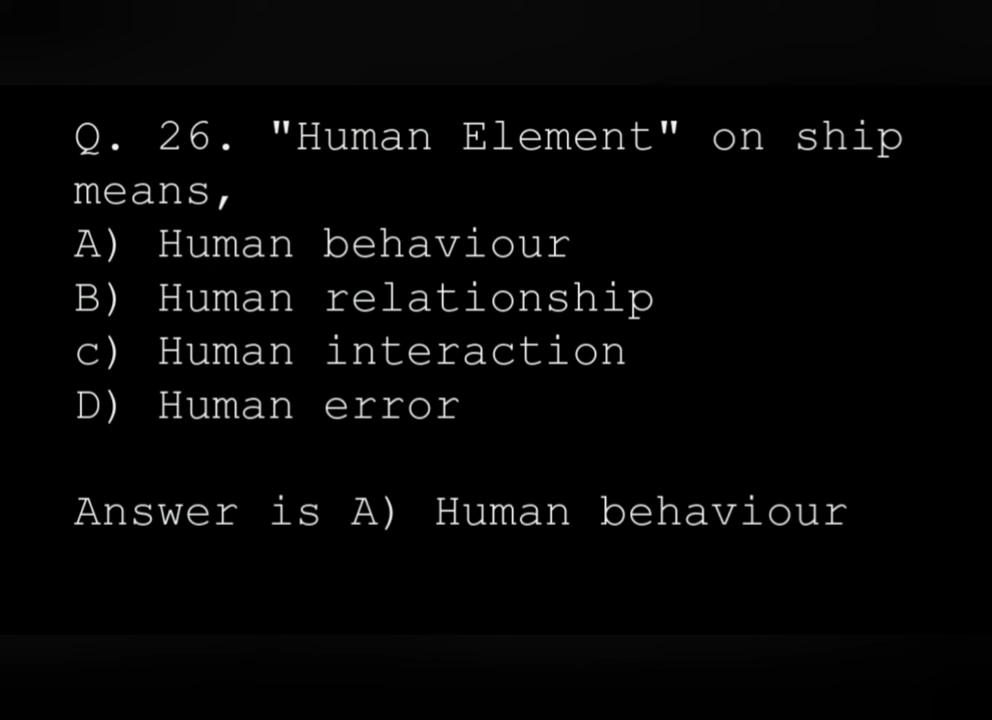 Q. 26. "Human Element" on ship
means,
A) Human behaviour
B) Human relationship
c) Human interaction
D) Human error
Answer is A) Human behaviour